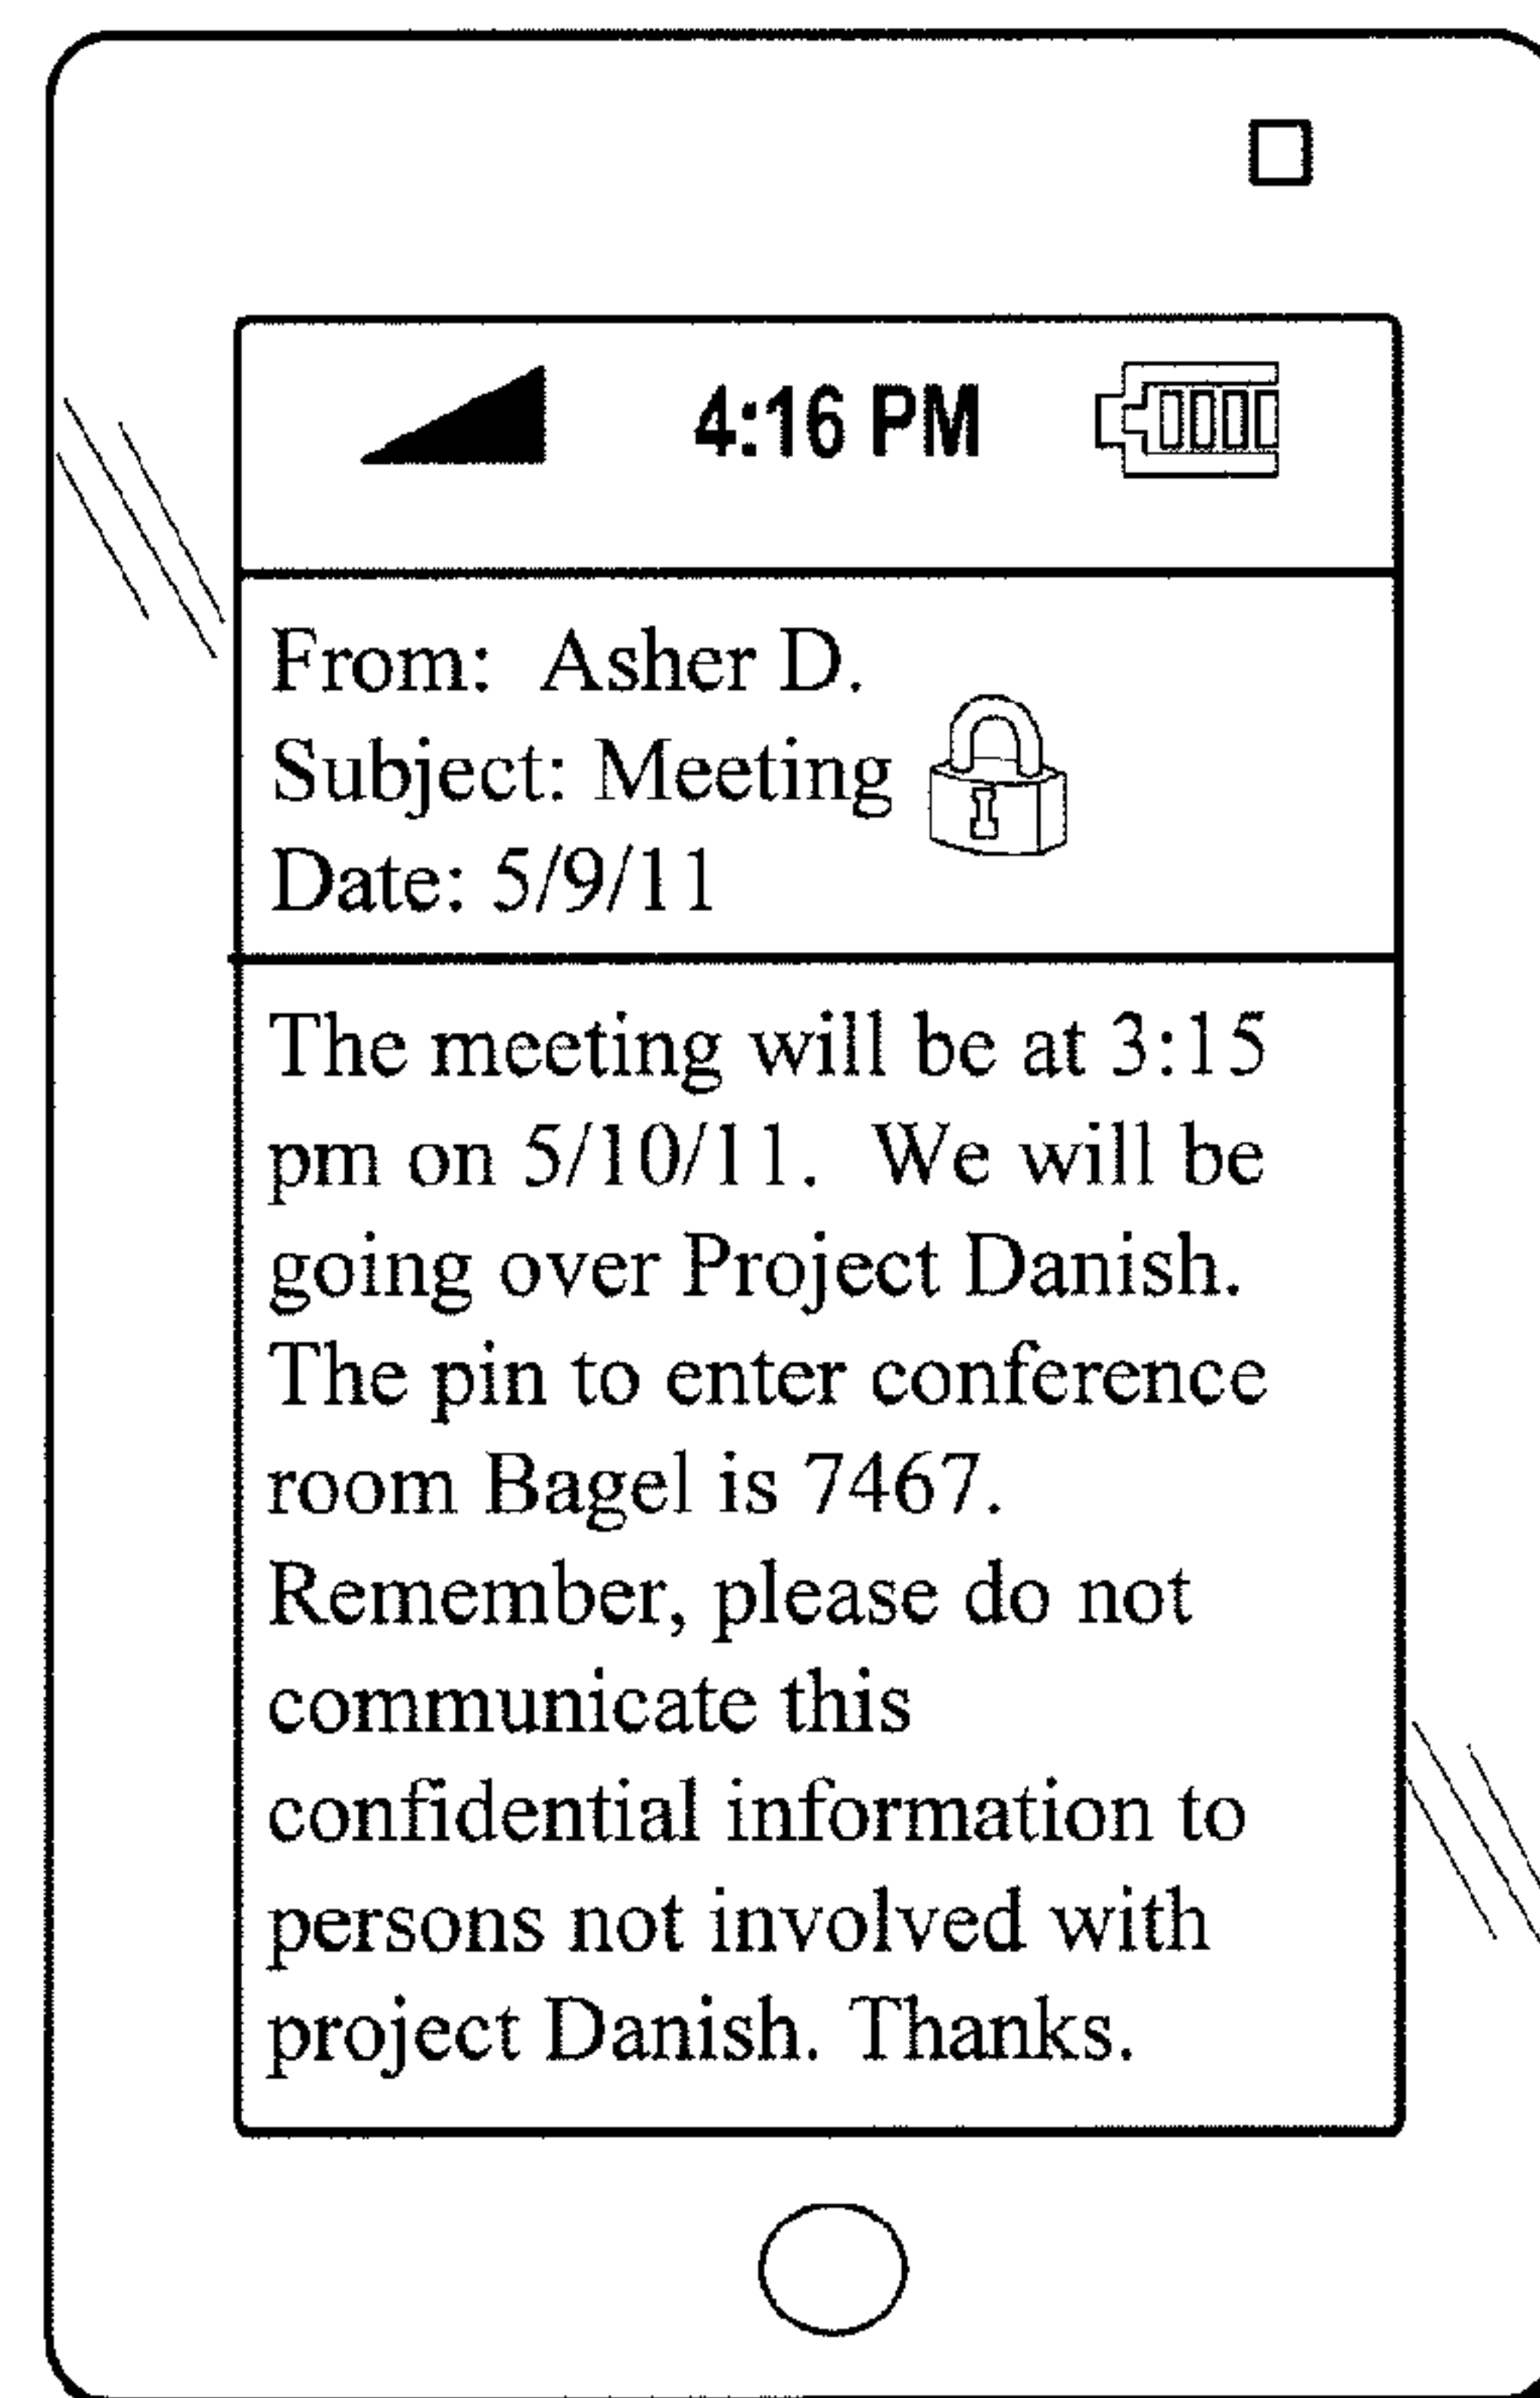 4:16 PM
From: Asher D.
Subject: Meeting
Date: 5/9/11
The meeting will be at 3:15
pm on 5/10/11. We will be
going over Project Danish.
The pin to enter conference
room Bagel is 7467.
Remember, please do not
communicate this
confidential information to
persons not involved with
project Danish. Thanks.